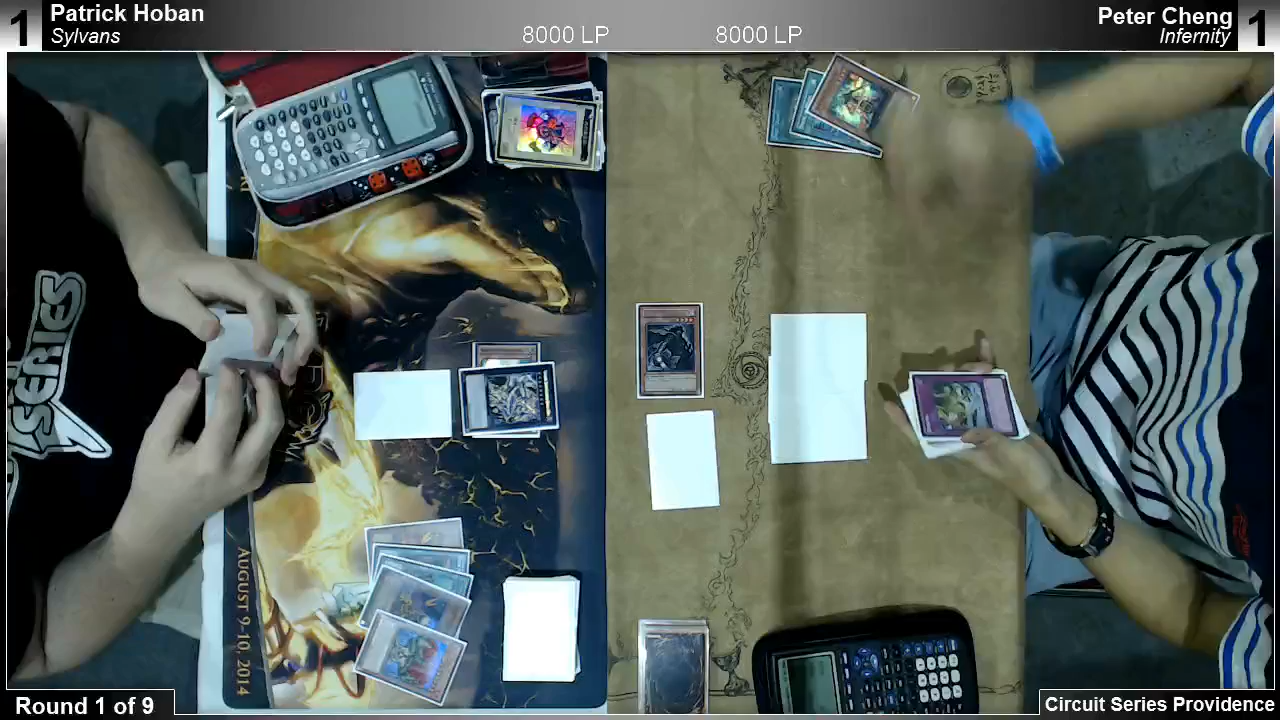 1
Patrick Hoban
Sylvans
8000 LP
8000 LP
Peter Cheng
Infernity
1
SERIES
SERIES
AUGUST 9-10, 2014
Round 1 of 9
Circuit Series Providence